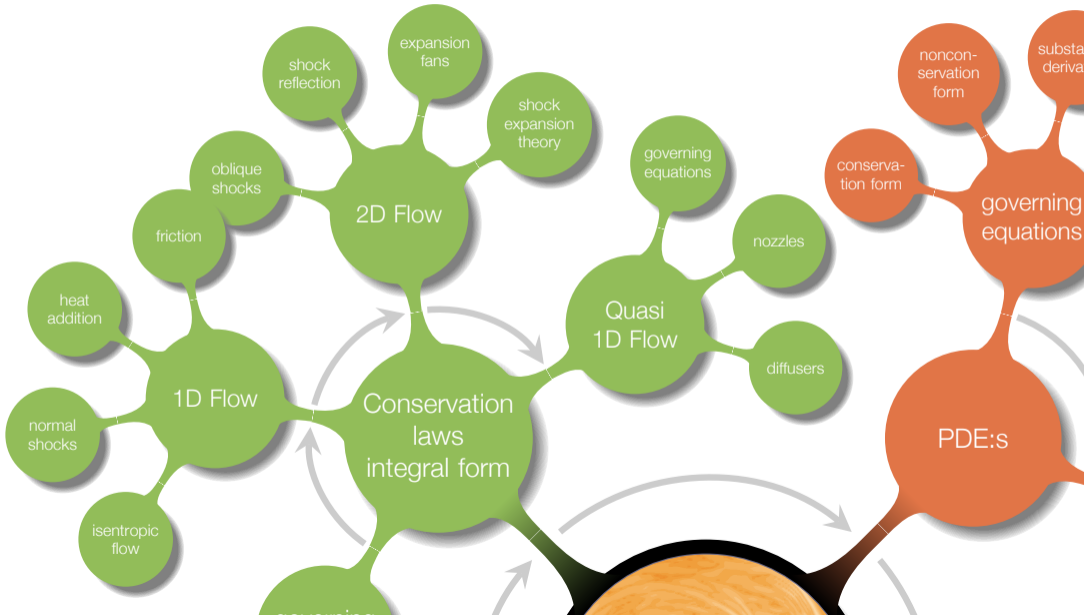 expansion
fans
shock
reflection
shock
expansion
theory
oblique
shocks
2D Flow
friction
heat
addition
1D Flow
normal
shocks
isentropic
flow
governing
equations
nozzles
Quasi
1D Flow
diffusers
Conservation
laws
integral form
noncon-
servation
form
conserva-
tion form
governing
equations
PDE:s